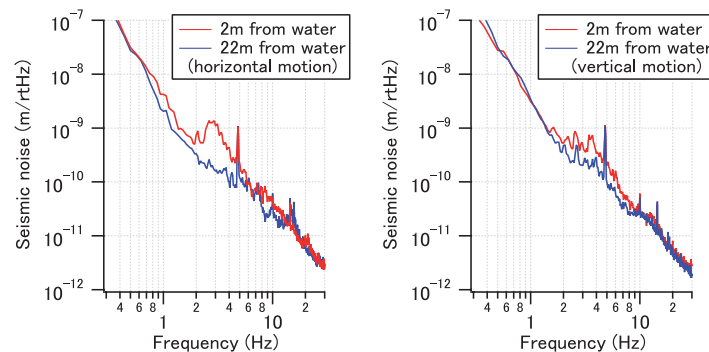 2m from water
22m from water
(horizontal motion)
Seismic noise (m/rtHz)
10^-7
10^-8
10^-9
10^-10
10^-11
10^-12
4 6 8 1 2 4 6 8 10 2
Frequency (Hz)
2m from water
22m from water
(vertical motion)
Seismic noise (m/rtHz)
10^-7
10^-8
10^-9
10^-10
10^-11
10^-12
4 6 8 1 2 4 6 8 10 2
Frequency (Hz)